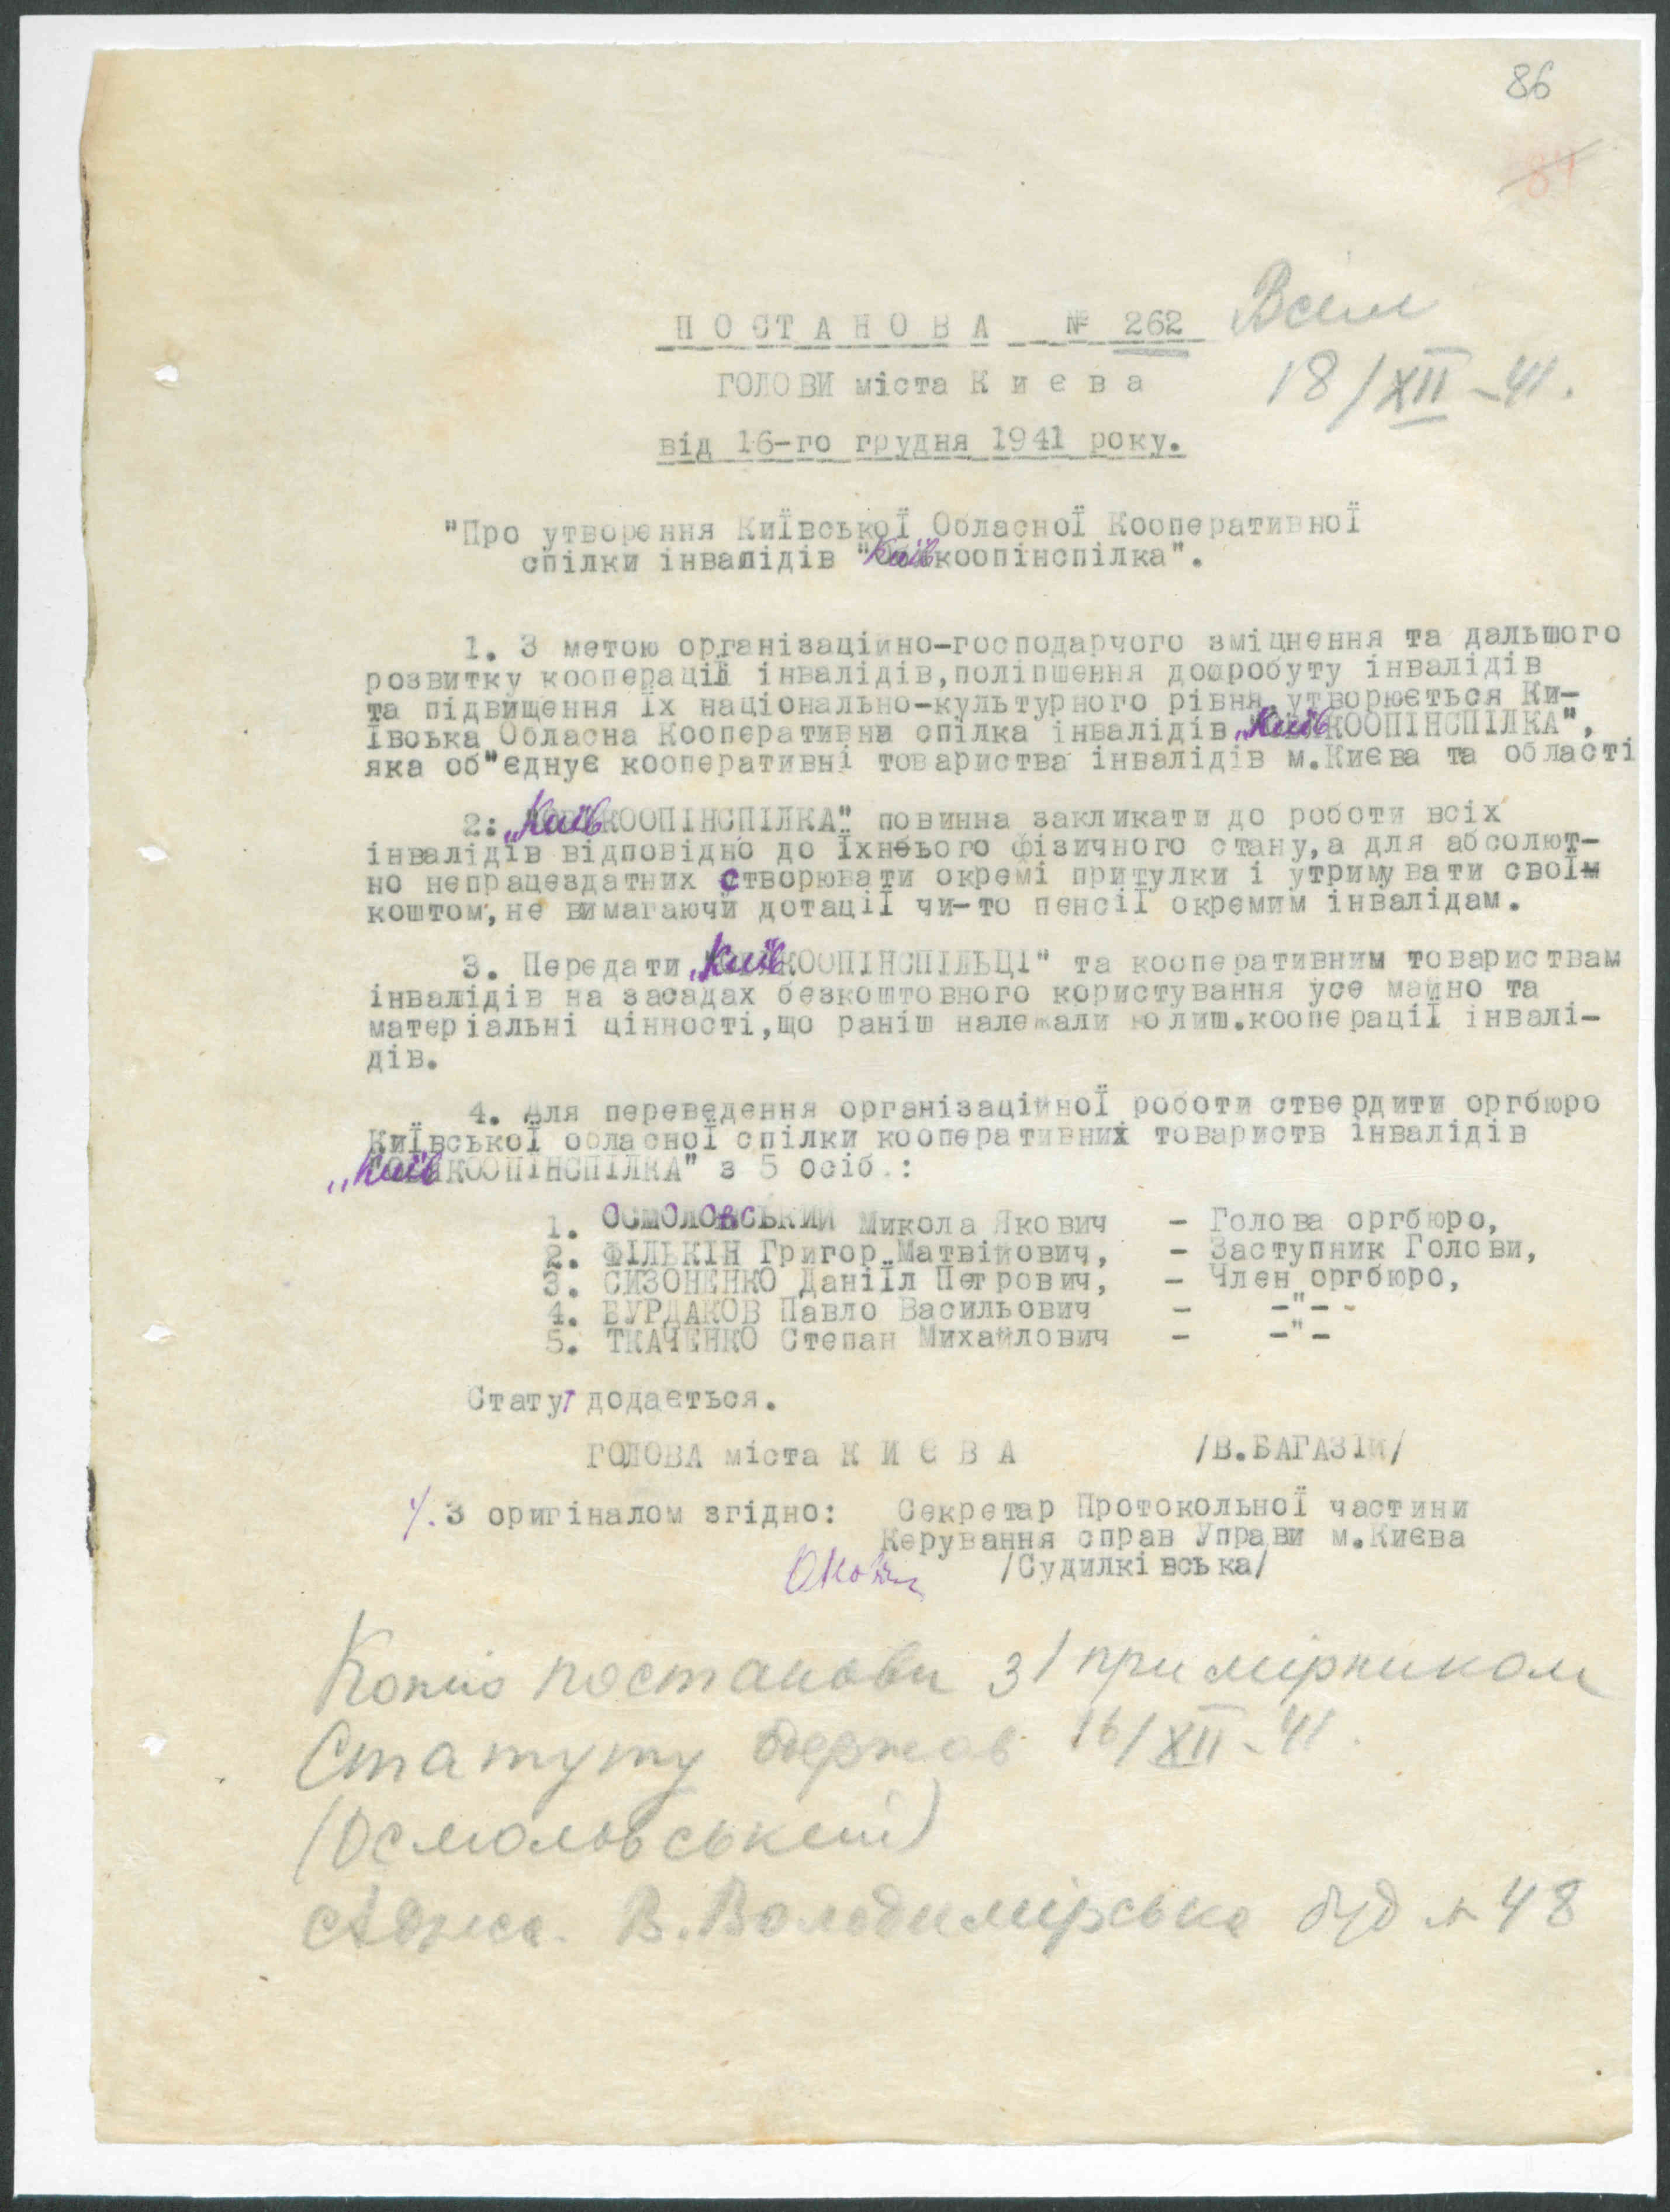 86
87
П О С Т А Н О В А № 262
Всім
ГОЛОВИ міста К и є в а
18/XII-41.
від 16-го грудня 1941 року.
"Про утворення Київської Обласної Кооперативної
спілки інвалідів "Київкоопінспілка".
1. З метою організаційно-господарчого зміцнення та дальшого
розвитку кооперації інвалідів,поліпшення добробуту інвалідів
та підвищення їх національно-культурного рівня,утворюється Ки-
ївська Обласна Кооперативна спілка інвалідів „КиївКООПІНСПІЛКА",
яка об"єднує кооперативні товариства інвалідів м.Києва та області
2: „КиївКООПІНСПІЛКА" повинна закликати до роботи всіх
інвалідів відповідно до їхнього фізичного стану,а для абсолют-
но непрацездатних створювати окремі притулки і утримувати своїм
коштом,не вимагаючи дотації чи-то пенсії окремим інвалідам.
3. Передати „КиївКООПІНСПІЛЬЦІ" та кооперативним товариствам
інвалідів на засадах безкоштовного користування усе майно та
матеріальні цінності,що раніш належали колиш.кооперації інвалі-
дів.
4. Для переведення організаційної роботи ствердити оргбюро
Київської обласної спілки кооперативних товариств інвалідів
„КиївКООПІНСПІЛКА" з 5 осіб.:
1. ОСМОЛОВСЬКИЙ Микола Якович - Голова оргбюро,
2. ФІЛЬКІН Григор Матвійович, - Заступник Голови,
3. СИЗОНЕНКО Даніїл Петрович, - Член оргбюро,
4. БУРДАКОВ Павло Васильович - -"-
5. ТКАЧЕНКО Степан Михайлович - -"-
Статут додається.
ГОЛОВА міста К И Є В А /В.БАГАЗІЙ/
З оригіналом згідно: Секретар Протокольної частини
Керування справ Управи м.Києва
/Судилківська/
Копію постанови з 1 примірником
Статуту одержав 16/XII-41.
(Осмоловський)
В.Володимірська буд № 48